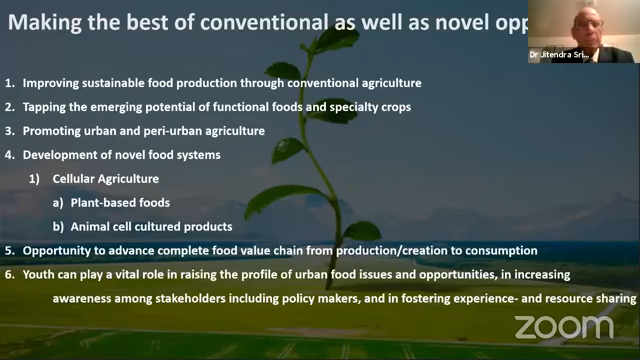 Making the best of conventional as well as novel opp
Dr Jitendra Sri...
1. Improving sustainable food production through conventional agriculture
2. Tapping the emerging potential of functional foods and specialty crops
3. Promoting urban and peri-urban agriculture
4. Development of novel food systems
1) Cellular Agriculture
a) Plant-based foods
b) Animal cell cultured products
5. Opportunity to advance complete food value chain from production/creation to consumption
6. Youth can play a vital role in raising the profile of urban food issues and opportunities, in increasing
awareness among stakeholders including policy makers, and in fostering experience- and resource sharing
zoom